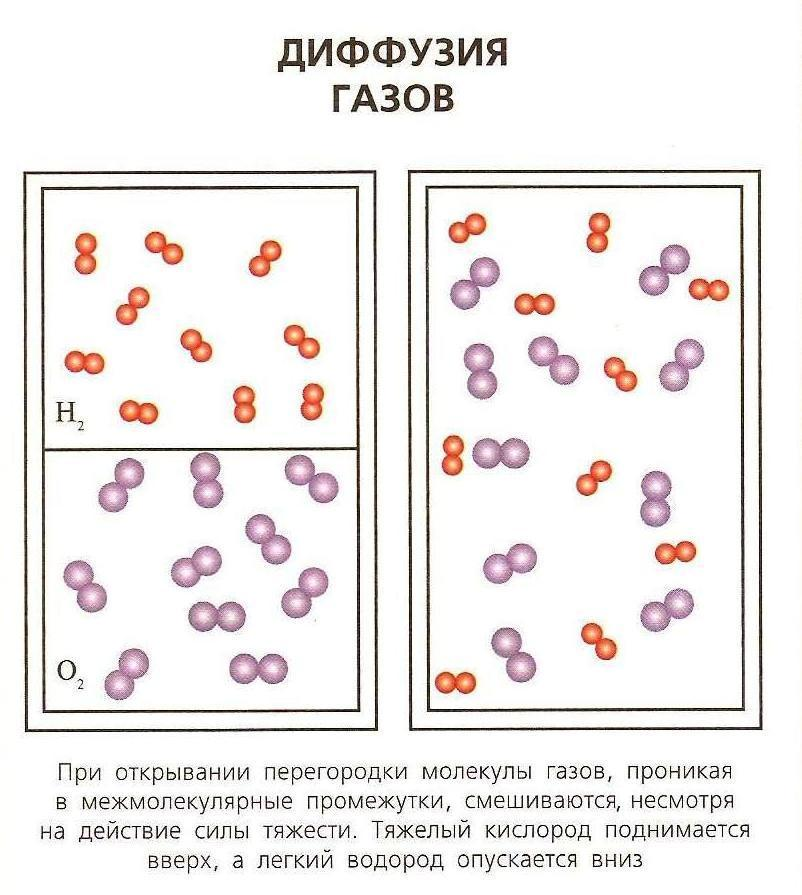 ДИФФУЗИЯ
ГАЗОВ
H₂
O₂
При открывании перегородки молекулы газов, проникая
в межмолекулярные промежутки, смешиваются, несмотря
на действие силы тяжести. Тяжелый кислород поднимается
вверх, а легкий водород опускается вниз